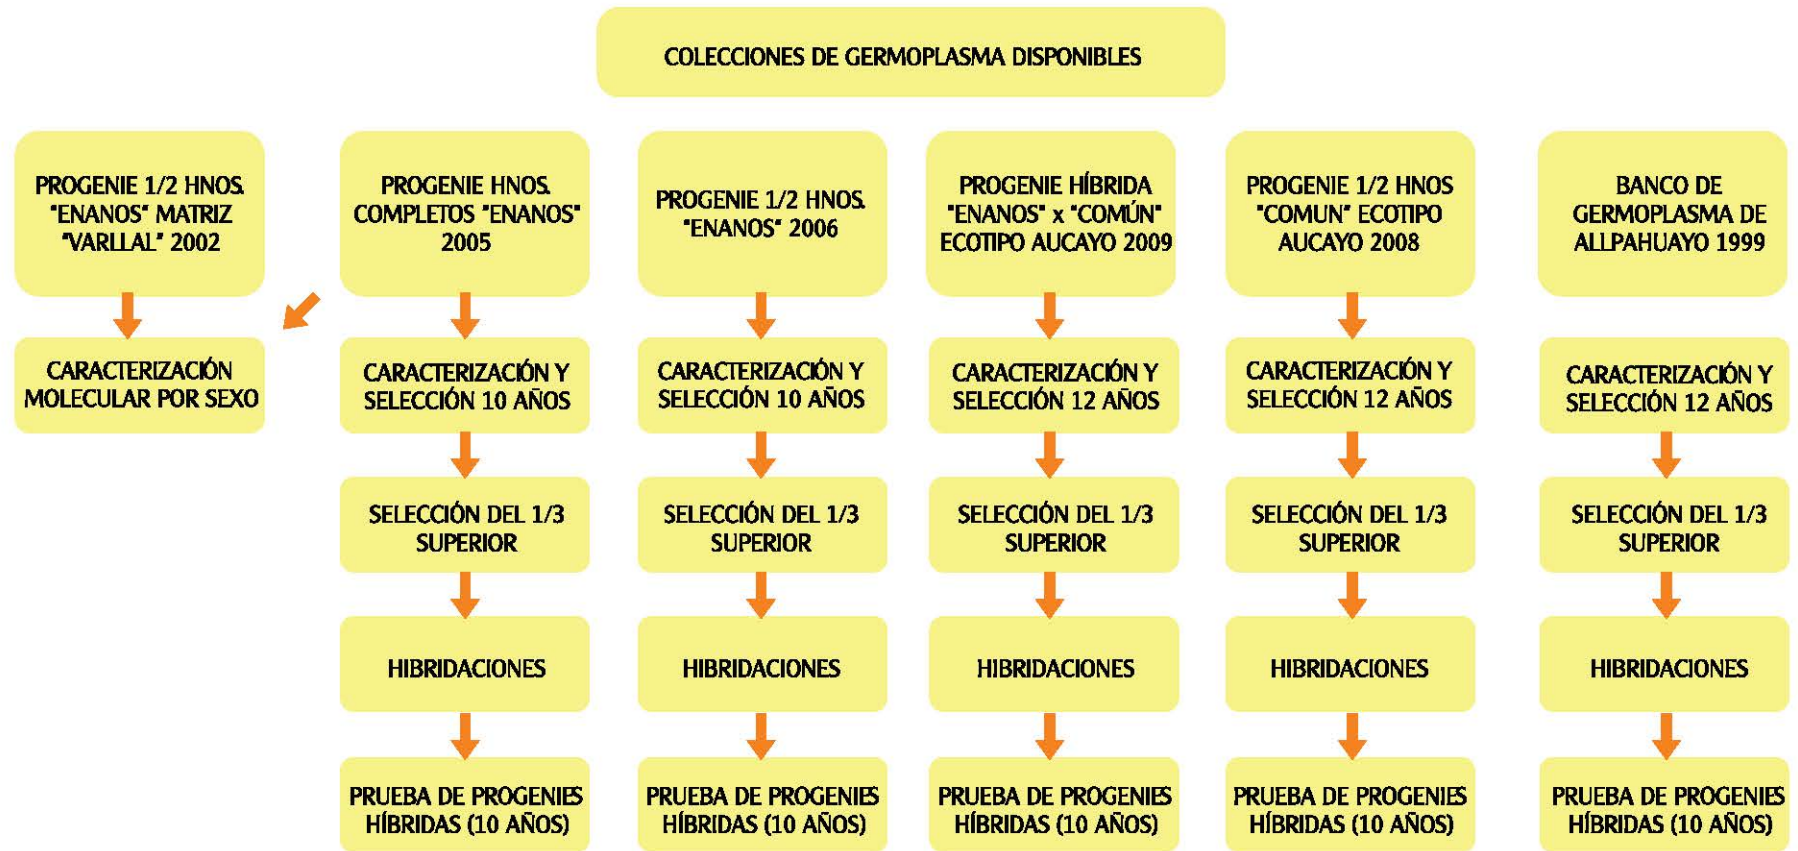 COLECCIONES DE GERMOPLASMA DISPONIBLES
PROGENIE 1/2 HNOS.
"ENANOS" MATRIZ
"VARLLAL" 2002
PROGENIE HNOS.
COMPLETOS "ENANOS"
2005
PROGENIE 1/2 HNOS.
"ENANOS" 2006
PROGENIE HÍBRIDA
"ENANOS" x "COMÚN"
ECOTIPO AUCAYO 2009
PROGENIE 1/2 HNOS
"COMUN" ECOTIPO
AUCAYO 2008
BANCO DE
GERMOPLASMA DE
ALLPAHUAYO 1999
CARACTERIZACIÓN
MOLECULAR POR SEXO
CARACTERIZACIÓN Y
SELECCIÓN 10 AÑOS
CARACTERIZACIÓN Y
SELECCIÓN 10 AÑOS
CARACTERIZACIÓN Y
SELECCIÓN 12 AÑOS
CARACTERIZACIÓN Y
SELECCIÓN 12 AÑOS
CARACTERIZACIÓN Y
SELECCIÓN 12 AÑOS
SELECCIÓN DEL 1/3
SUPERIOR
SELECCIÓN DEL 1/3
SUPERIOR
SELECCIÓN DEL 1/3
SUPERIOR
SELECCIÓN DEL 1/3
SUPERIOR
SELECCIÓN DEL 1/3
SUPERIOR
HIBRIDACIONES
HIBRIDACIONES
HIBRIDACIONES
HIBRIDACIONES
HIBRIDACIONES
PRUEBA DE PROGENIES
HÍBRIDAS (10 AÑOS)
PRUEBA DE PROGENIES
HÍBRIDAS (10 AÑOS)
PRUEBA DE PROGENIES
HÍBRIDAS (10 AÑOS)
PRUEBA DE PROGENIES
HÍBRIDAS (10 AÑOS)
PRUEBA DE PROGENIES
HÍBRIDAS (10 AÑOS)